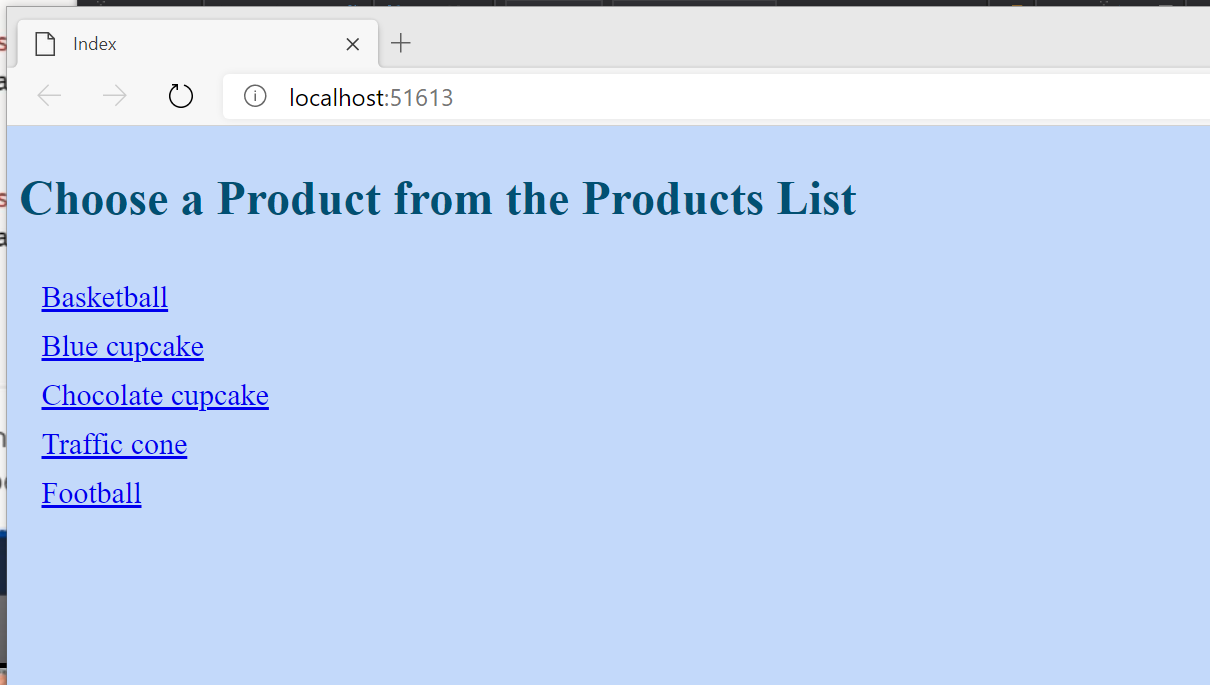 Index
localhost:51613
Choose a Product from the Products List
Basketball
Blue cupcake
Chocolate cupcake
Traffic cone
Football